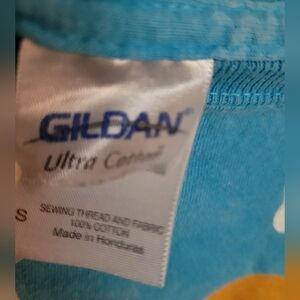 GILDAN
Ultra Cotton
S
SEWING THREAD AND FABRIC
100% COTTON
Made in Honduras